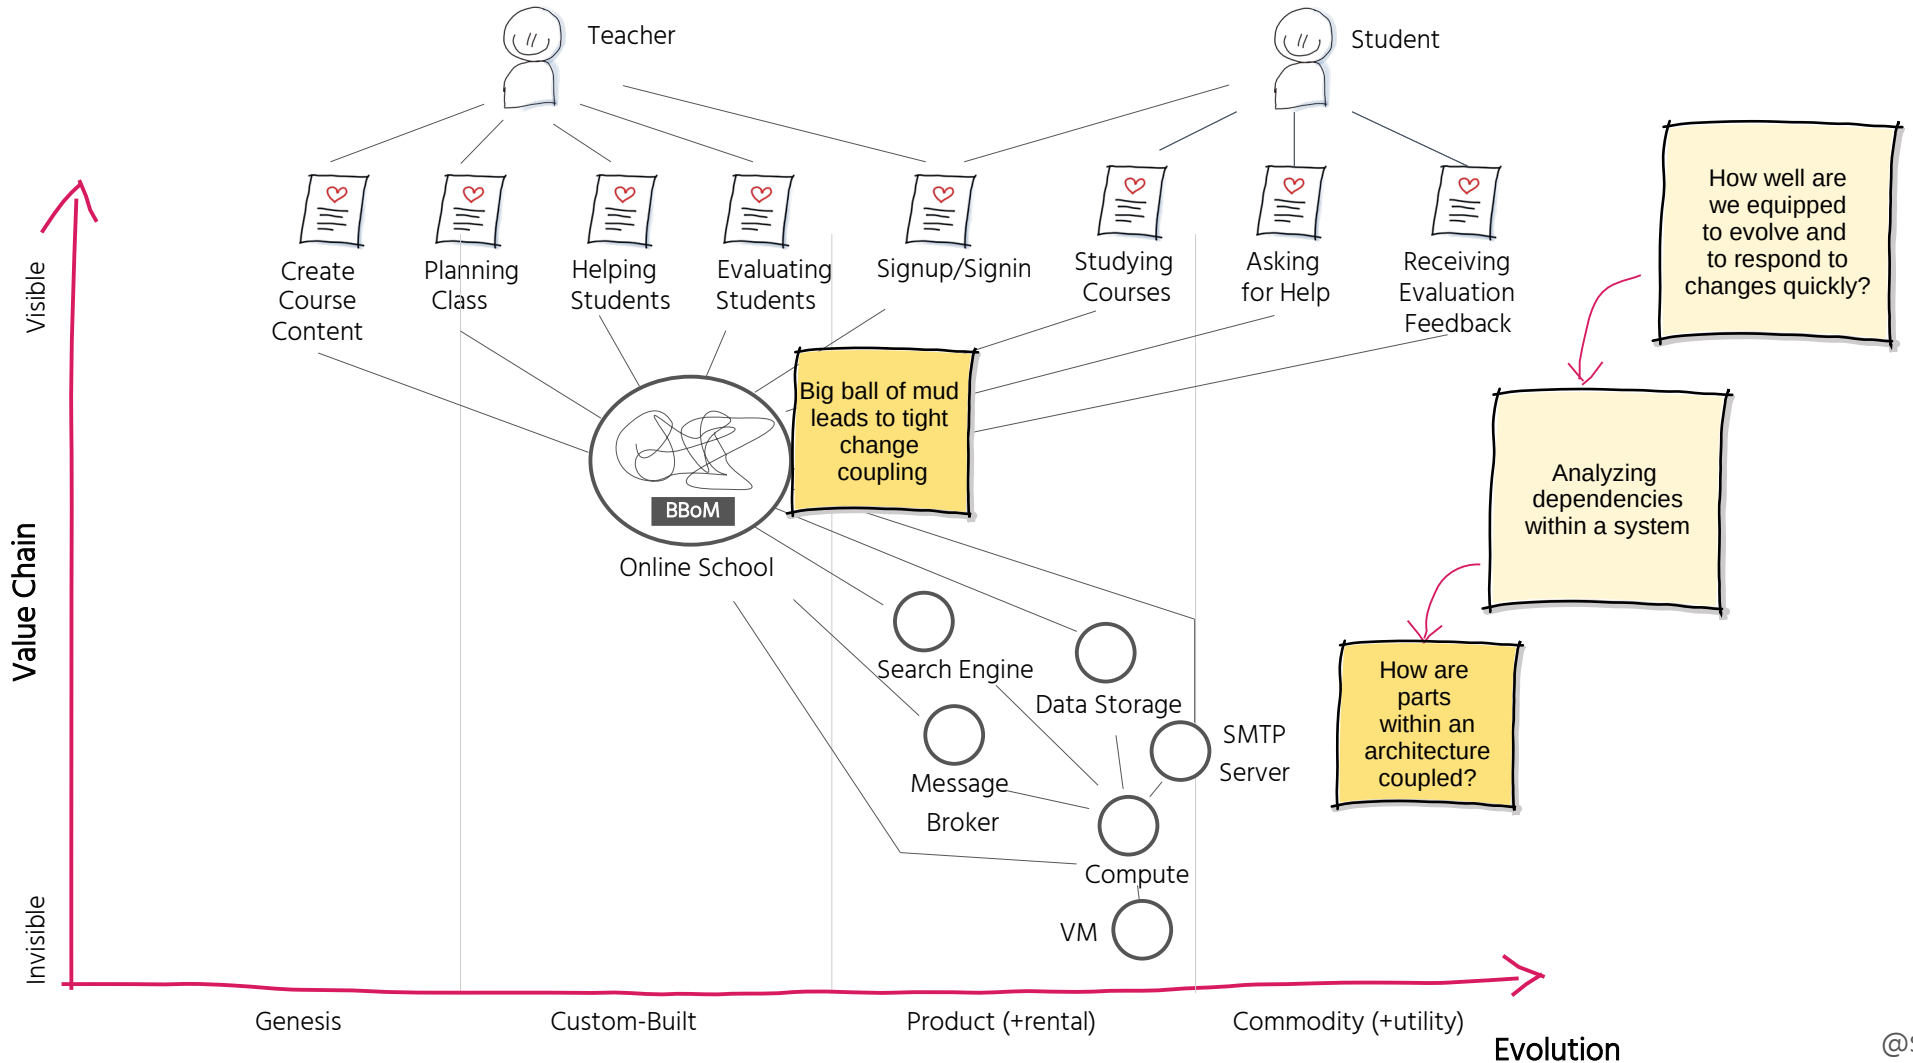 Teacher
Student
Create
Course
Content
Planning
Class
Helping
Students
Evaluating
Students
Signup/Signin
Studying
Courses
Asking
for Help
Receiving
Evaluation
Feedback
How well are
we equipped
to evolve and
to respond to
changes quickly?
Visible
Big ball of mud
leads to tight
change
coupling
BBoM
Online School
Analyzing
dependencies
within a system
Value Chain
Search Engine
Data Storage
SMTP
Server
Message
Broker
Compute
VM
How are
parts
within an
architecture
coupled?
Invisible
Genesis
Custom-Built
Product (+rental)
Commodity (+utility)
Evolution